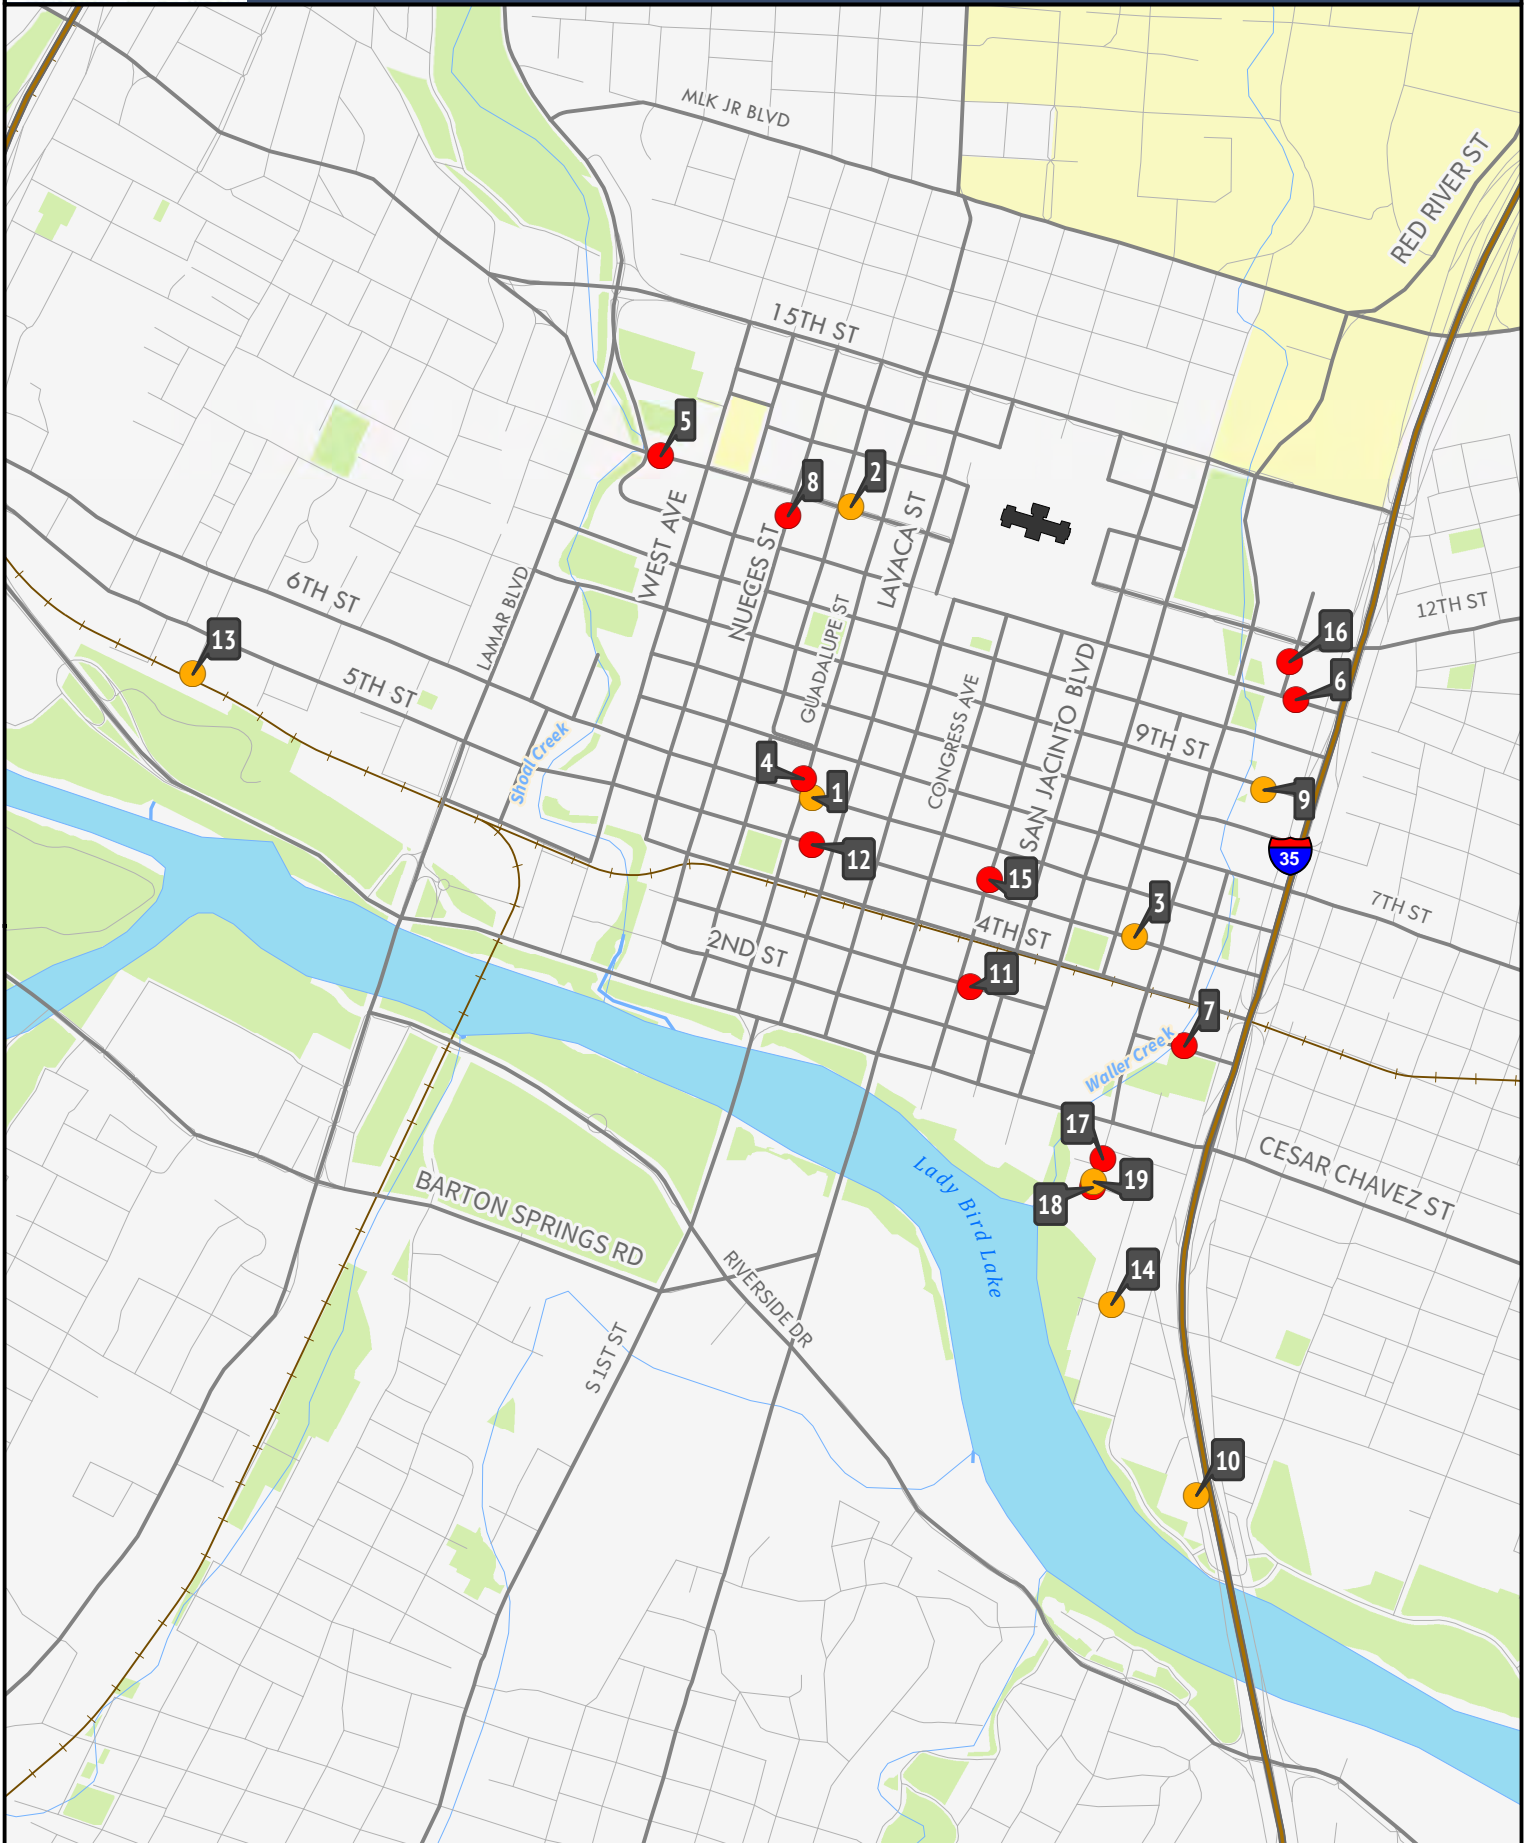 MLK JR BLVD
RED RIVER ST
15TH ST
5
8
2
WEST AVE
NUECES ST
LAVACA ST
6TH ST
LAMAR BLVD
GUADALUPE ST
12TH ST
13
16
5TH ST
6
CONGRESS AVE
SAN JACINTO BLVD
9TH ST
Shoal Creek
4
1
9
12
35
15
3
7TH ST
4TH ST
2ND ST
11
7
Waller Creek
17
CESAR CHAVEZ ST
19
18
BARTON SPRINGS RD
Lady Bird Lake
14
RIVERSIDE DR
S 1ST ST
10